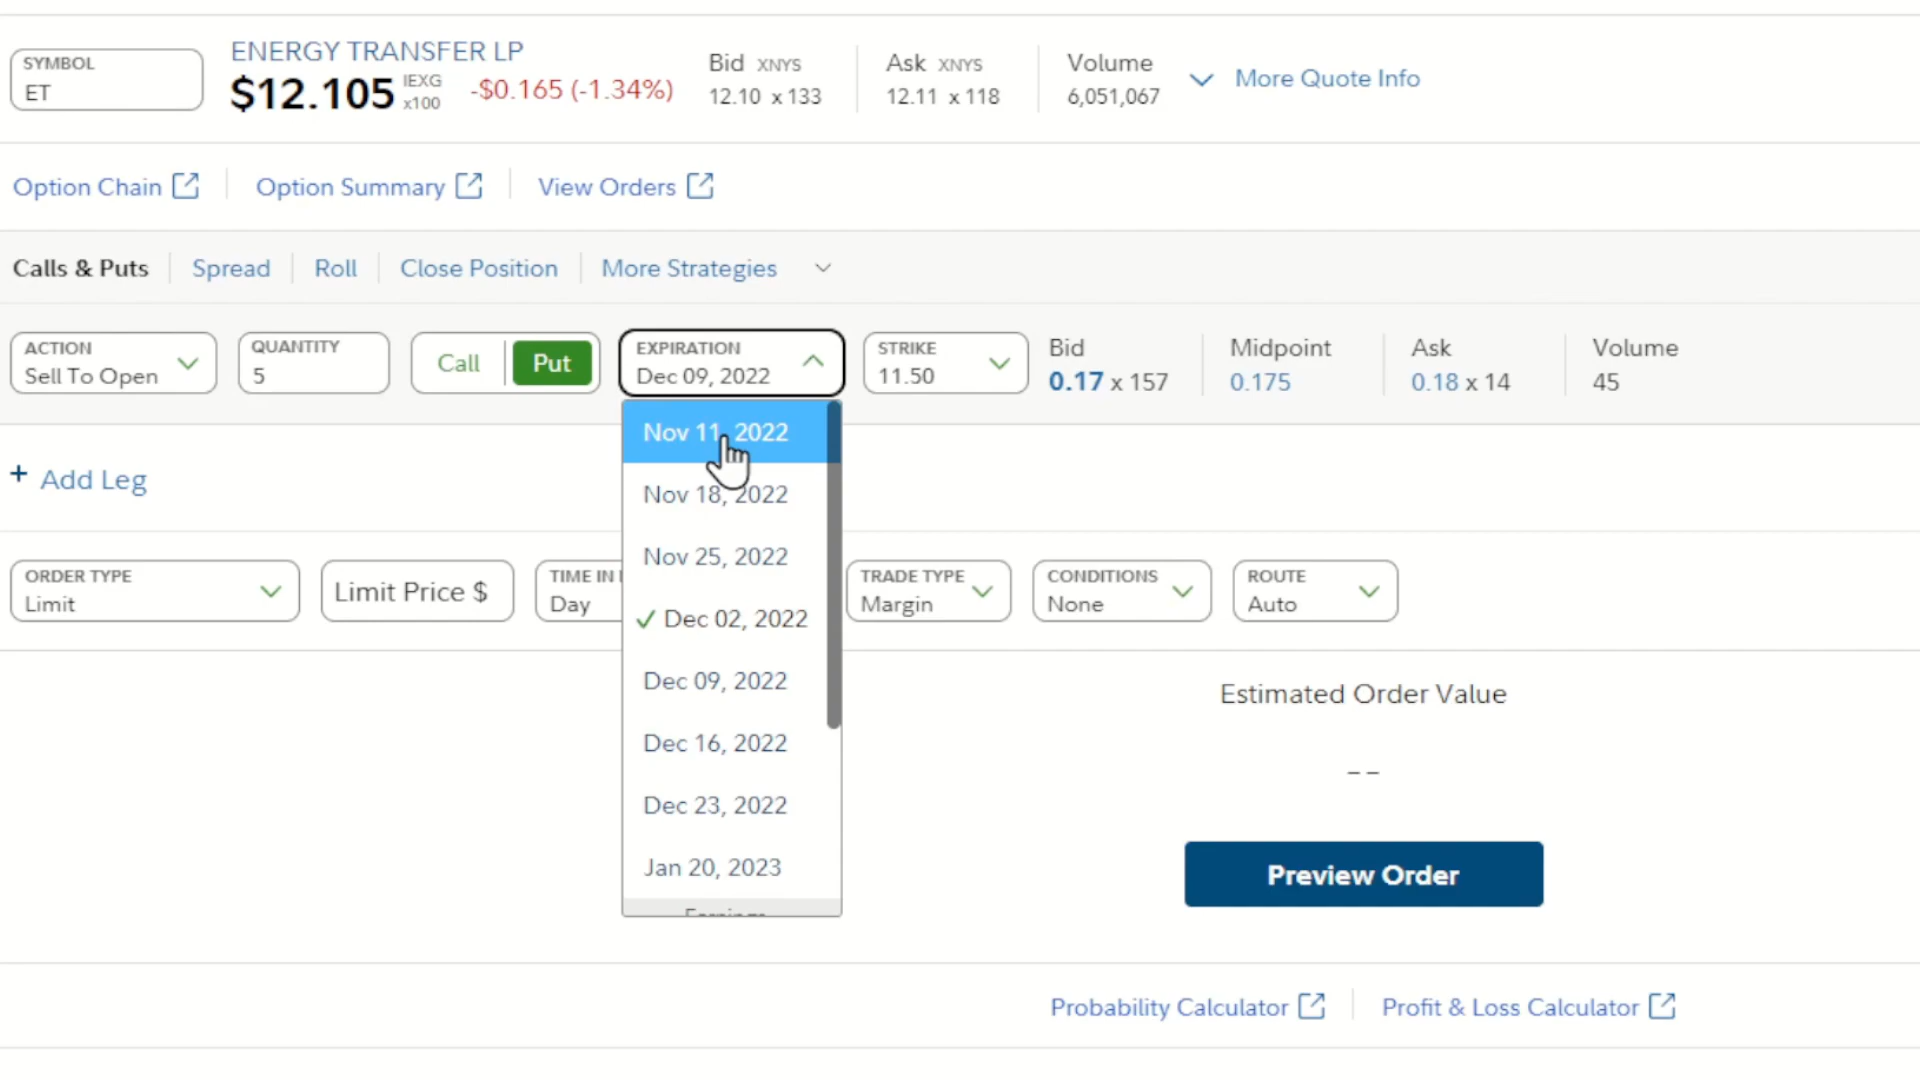 SYMBOL
ET
ENERGY TRANSFER LP
$12.105 IEXG x100 -$0.165 (-1.34%)
Bid XNYS
12.10 x 133
Ask XNYS
12.11 x 118
Volume
6,051,067
More Quote Info
Option Chain
Option Summary
View Orders
Calls & Puts
Spread
Roll
Close Position
More Strategies
ACTION
Sell To Open
QUANTITY
5
Call
Put
EXPIRATION
Dec 09, 2022
STRIKE
11.50
Bid
0.17 x 157
Midpoint
0.175
Ask
0.18 x 14
Volume
45
Nov 11, 2022
Nov 18, 2022
Nov 25, 2022
✓ Dec 02, 2022
Dec 09, 2022
Dec 16, 2022
Dec 23, 2022
Jan 20, 2023
+ Add Leg
ORDER TYPE
Limit
Limit Price $
TIME IN
Day
TRADE TYPE
Margin
CONDITIONS
None
ROUTE
Auto
Estimated Order Value
--
Preview Order
Probability Calculator
Profit & Loss Calculator